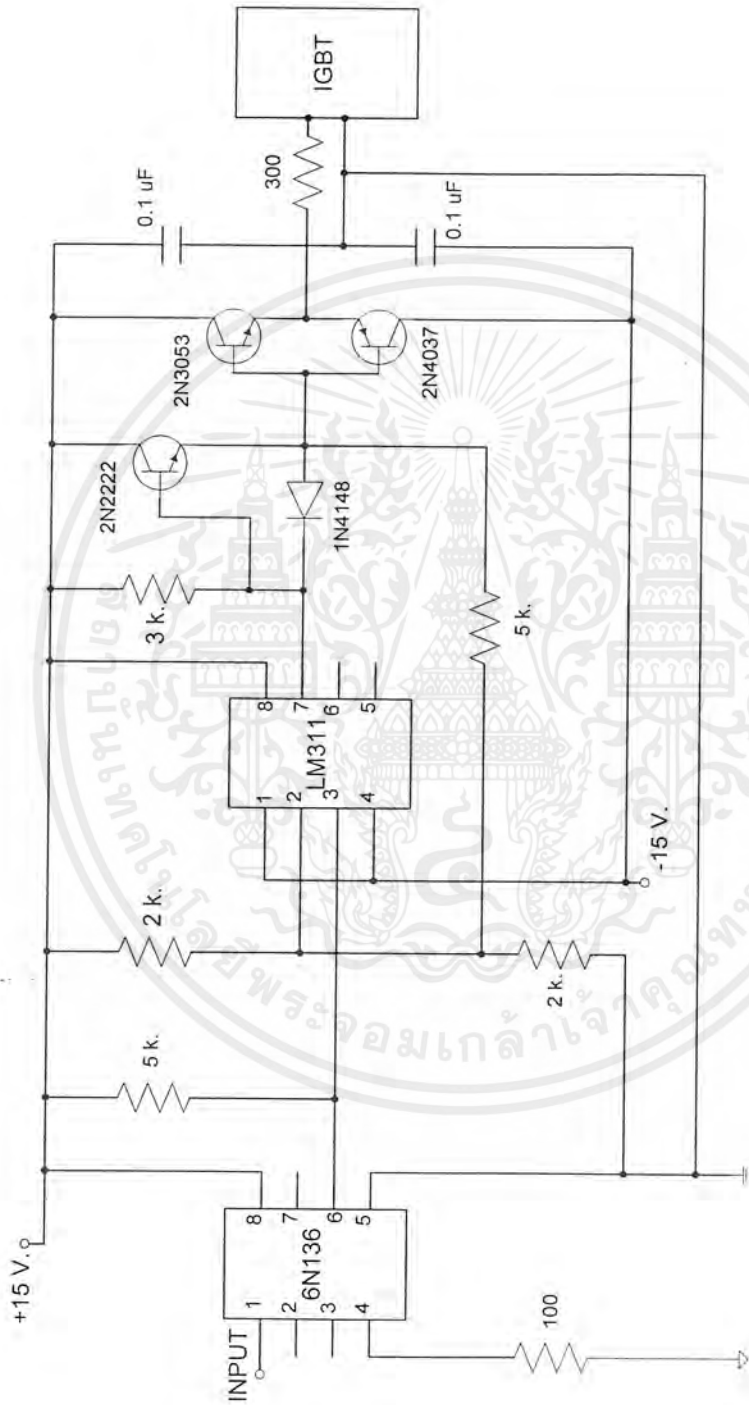 +15 V.
INPUT
1
2
3
4
6N136
8
7
6
5
100
5 k.
2 k.
2 k.
-15 V.
1
2
3
4
LM311
8
7
6
5
3 k.
5 k.
2N2222
1N4148
2N3053
2N4037
0.1 uF
0.1 uF
300
IGBT